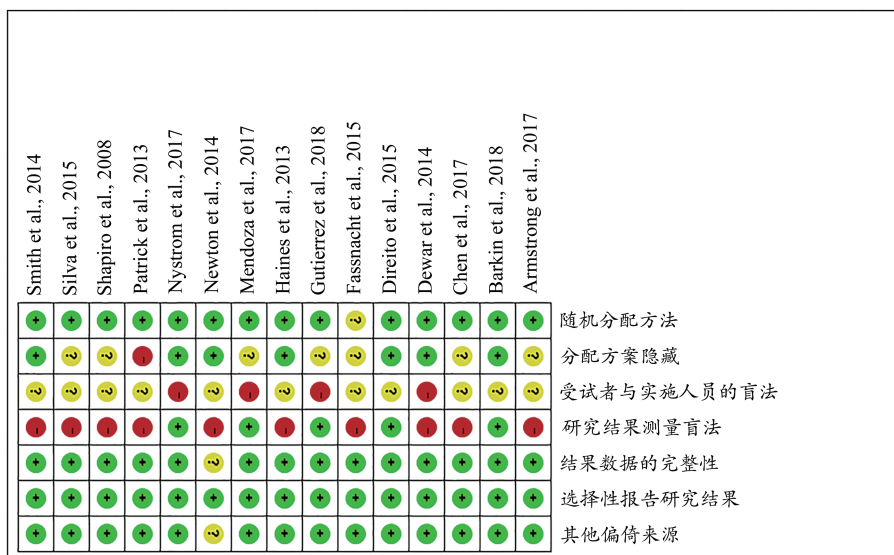 Smith et al., 2014
Silva et al., 2015
Shapiro et al., 2008
Patrick et al., 2013
Nystrom et al., 2017
Newton et al., 2014
Mendoza et al., 2017
Haines et al., 2013
Gutierrez et al., 2018
Fassnacht et al., 2015
Direito et al., 2015
Dewar et al., 2014
Chen et al., 2017
Barkin et al., 2018
Armstrong et al., 2017
+ + + + + + + + + ? + + + + + 随机分配方法
+ ? ? - + + ? + ? ? + + ? + ? 分配方案隐藏
? ? ? ? - ? - ? - ? ? - ? ? ? 受试者与实施人员的盲法
- - - - + - + - + - + - - + - 研究结果测量盲法
+ + + + + ? + + + + + + + + + 结果数据的完整性
+ + + + + + + + + + + + + + + 选择性报告研究结果
+ + + + + ? + + + + + + + + + 其他偏倚来源